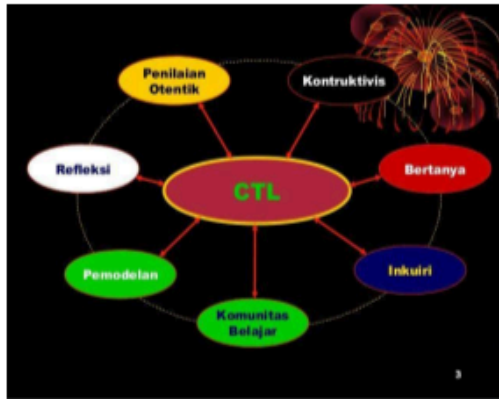 Penilaian
Otentik
Kontruktivis
Refleksi
CTL
Bertanya
Pemodelan
Inkuiri
Komunitas
Belajar
3